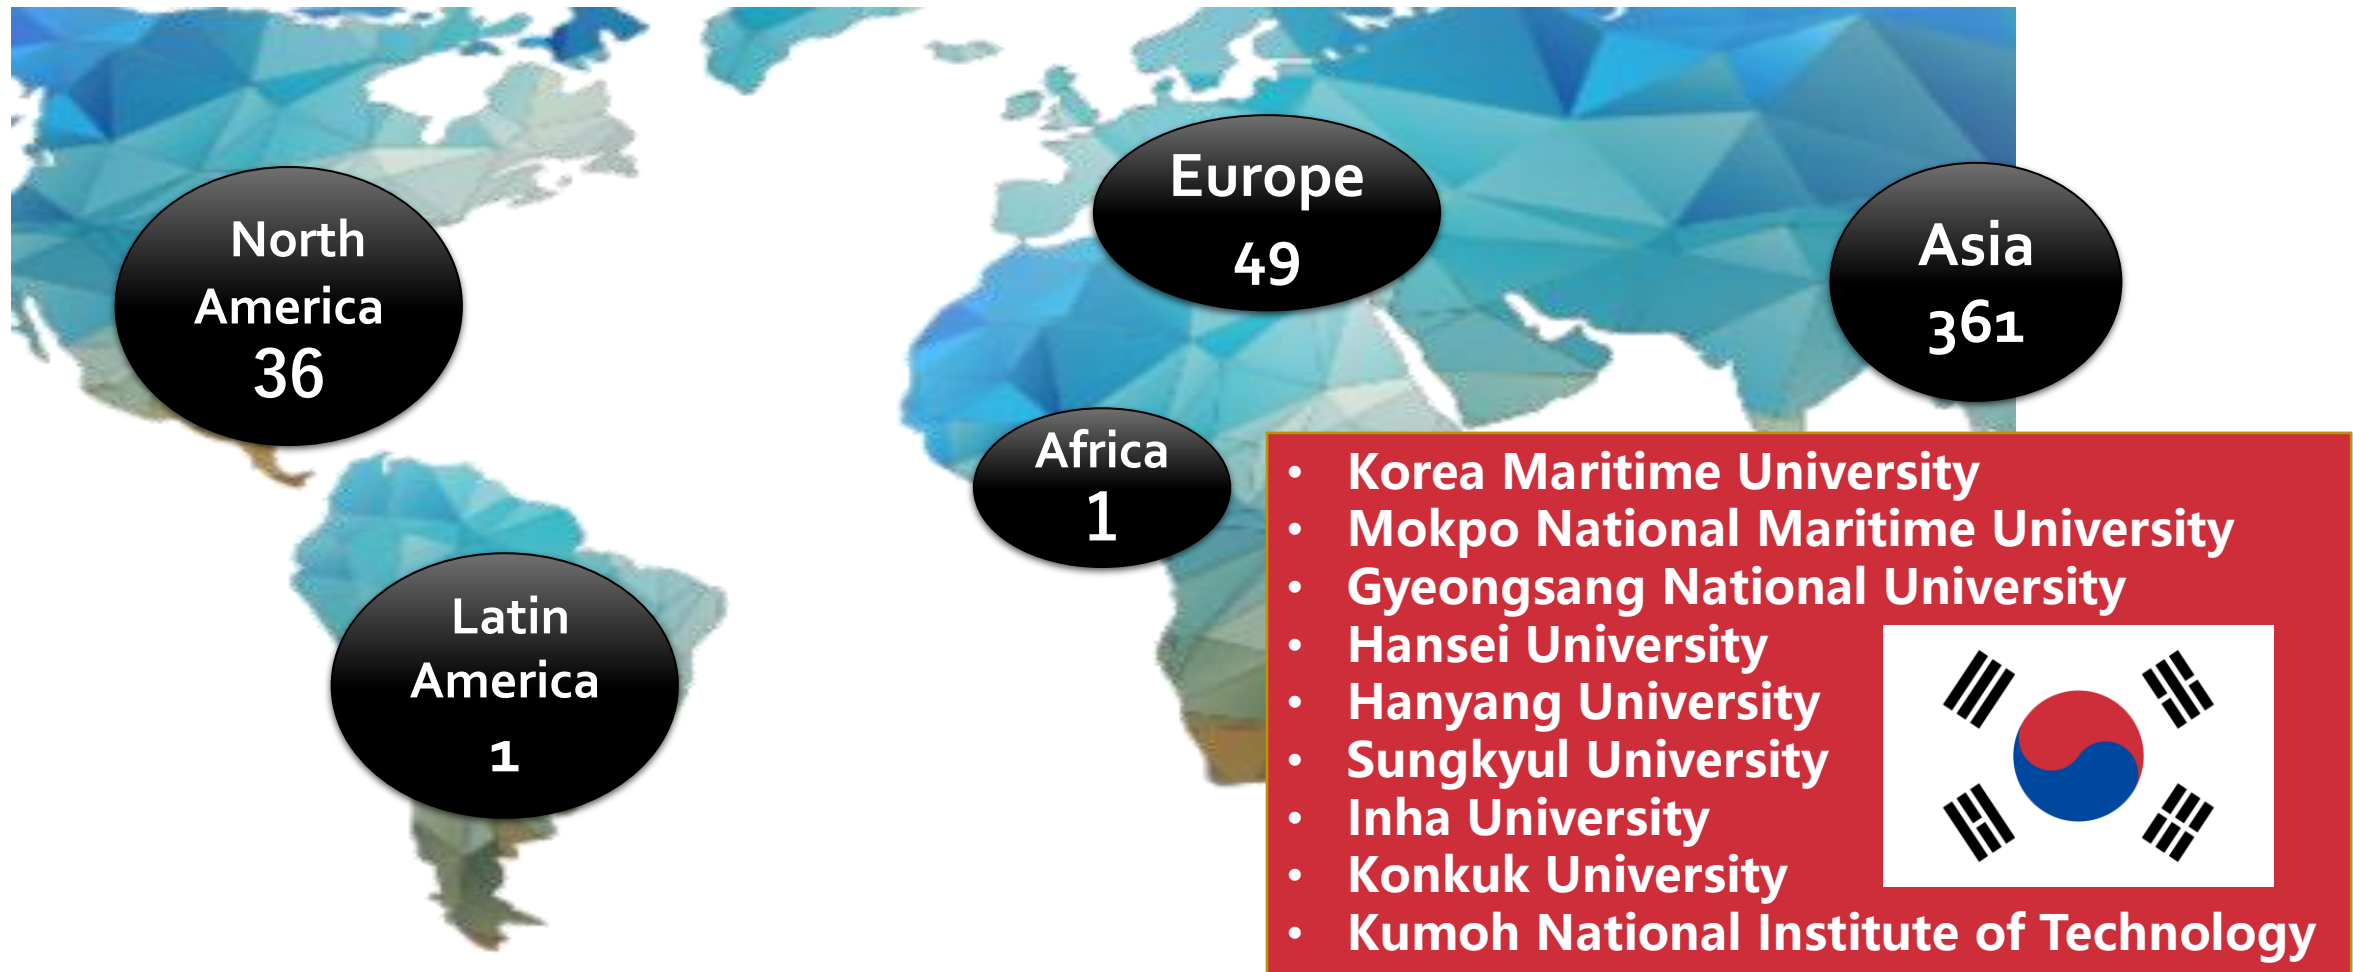 North
America
36
Europe
49
Asia
361
Africa
1
Latin
America
1
• Korea Maritime University
• Mokpo National Maritime University
• Gyeongsang National University
• Hansei University
• Hanyang University
• Sungkyul University
• Inha University
• Konkuk University
• Kumoh National Institute of Technology